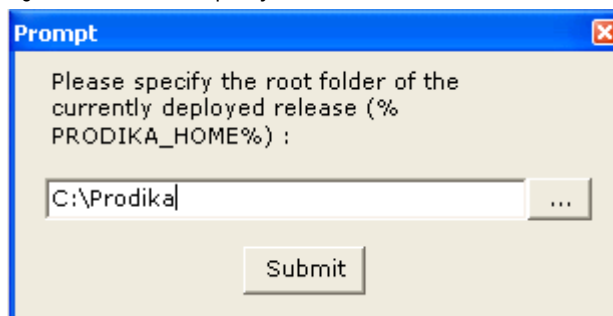 Prompt
Please specify the root folder of the
currently deployed release (%
PRODIKA_HOME%) :
C:\Prodika
...
Submit